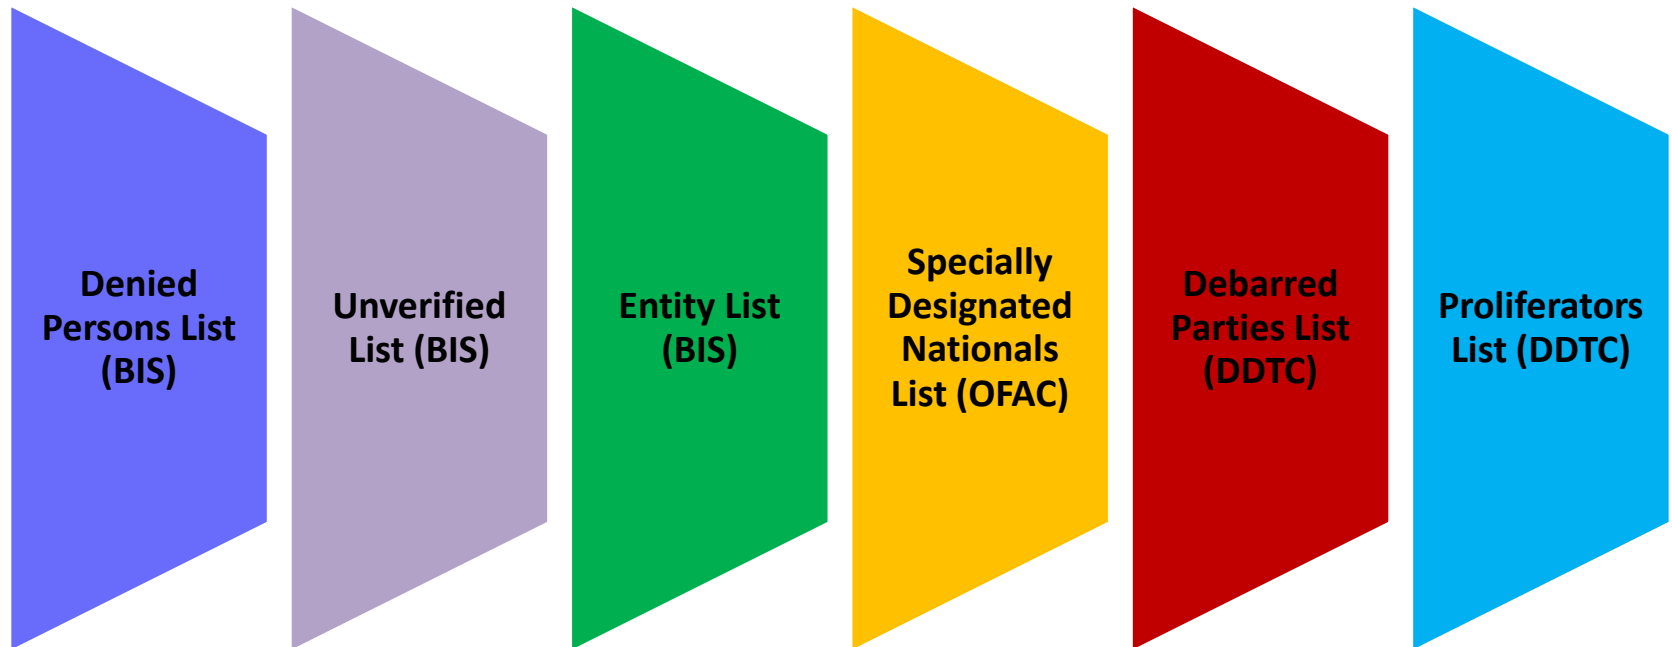 Denied
Persons List
(BIS)
Unverified
List (BIS)
Entity List
(BIS)
Specially
Designated
Nationals
List (OFAC)
Debarred
Parties List
(DDTC)
Proliferators
List (DDTC)